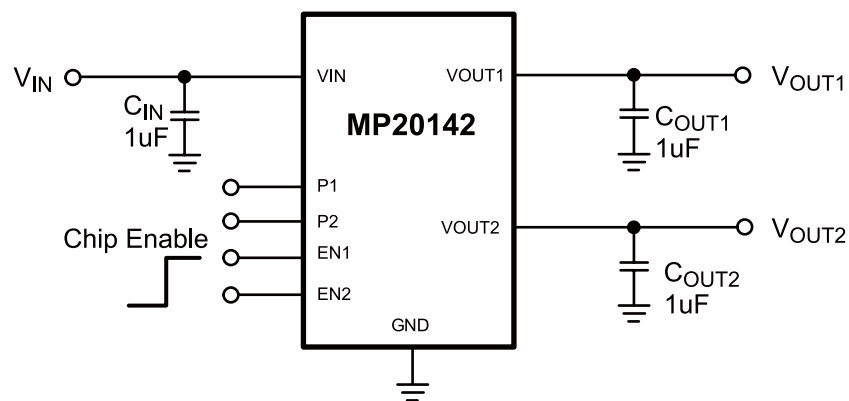 VIN
CIN
1uF
VIN
VOUT1
MP20142
P1
P2
Chip Enable
EN1
EN2
VOUT2
GND
VOUT1
COUT1
1uF
VOUT2
COUT2
1uF